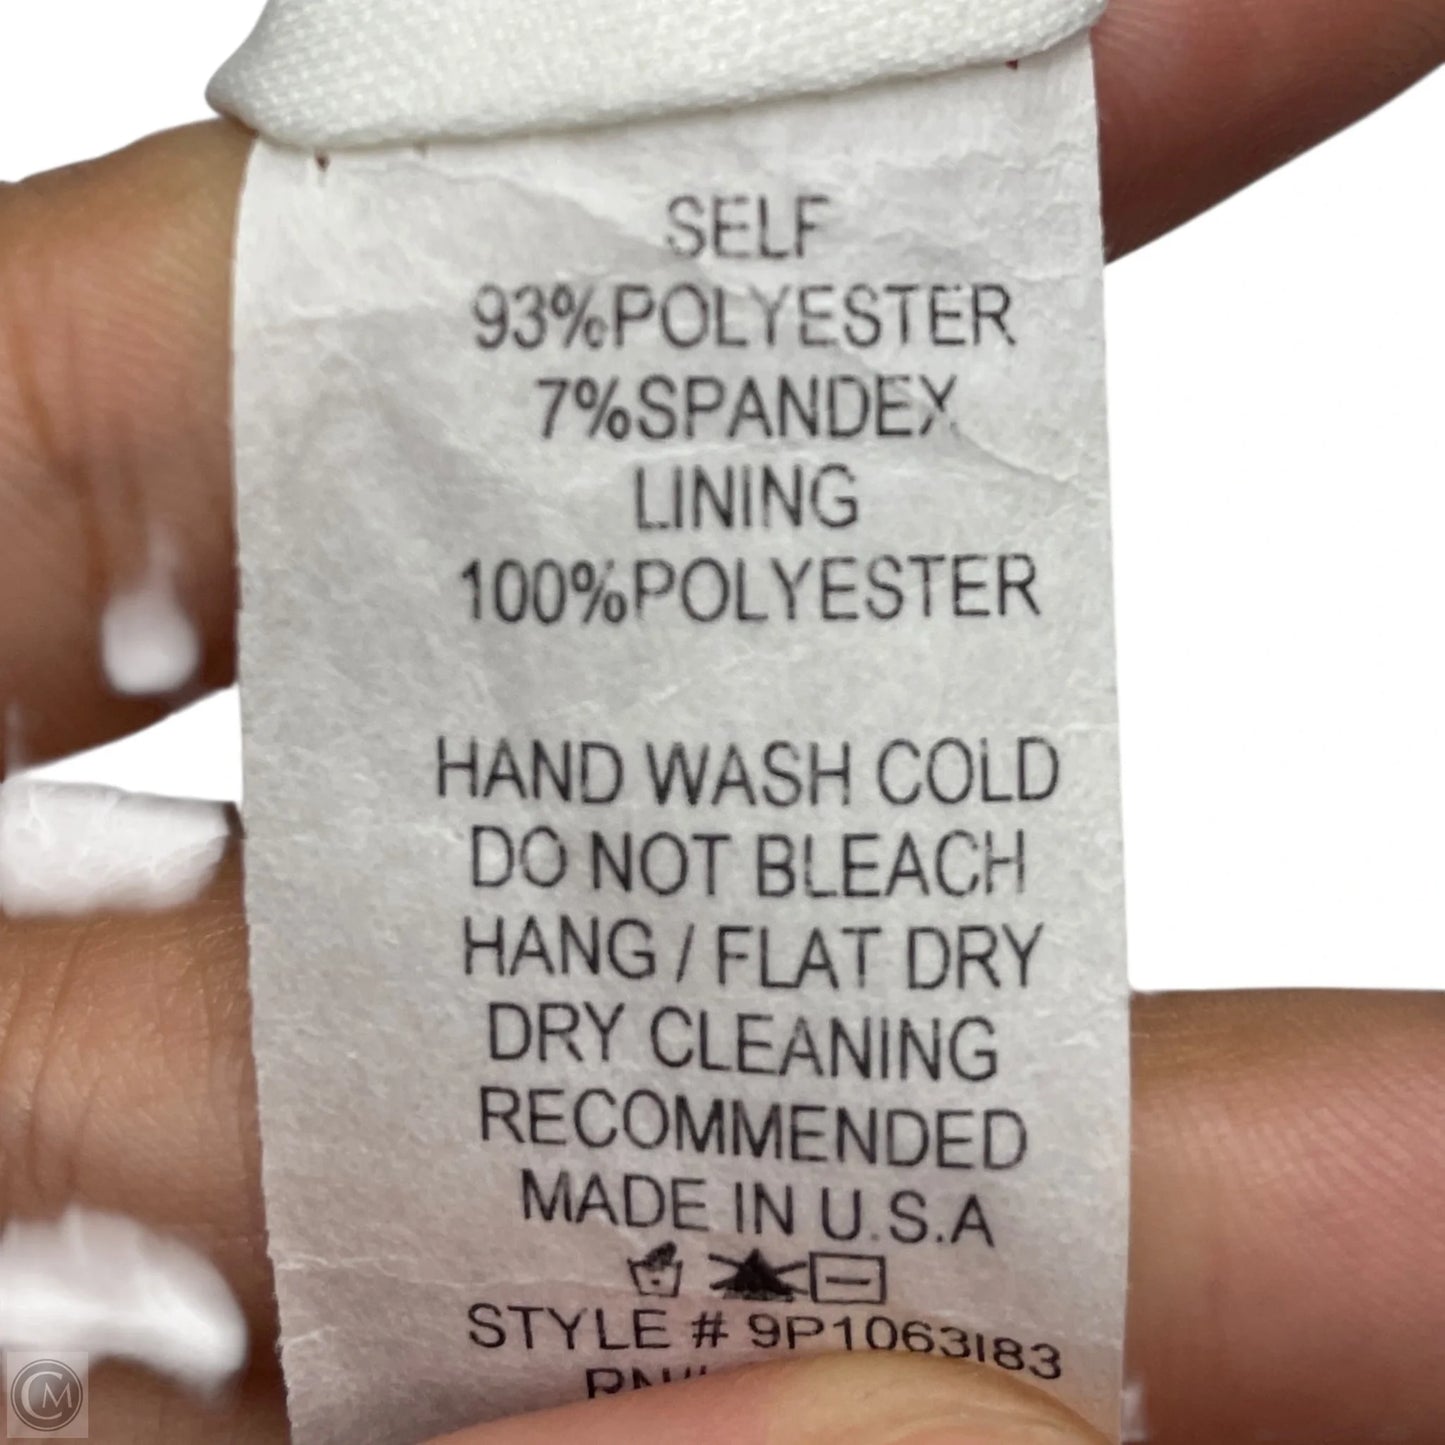 SELF
93%POLYESTER
7%SPANDEX
LINING
100%POLYESTER
HAND WASH COLD
DO NOT BLEACH
HANG / FLAT DRY
DRY CLEANING
RECOMMENDED
MADE IN U.S.A
STYLE # 9P1063I83
CM